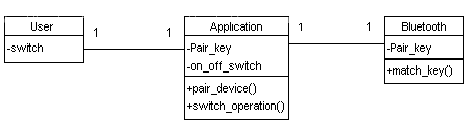 User
-switch
1
1
Application
-Pair_key
-on_off_switch
+pair_device()
+switch_operation()
1
1
Bluetooth
-Pair_key
+match_key()